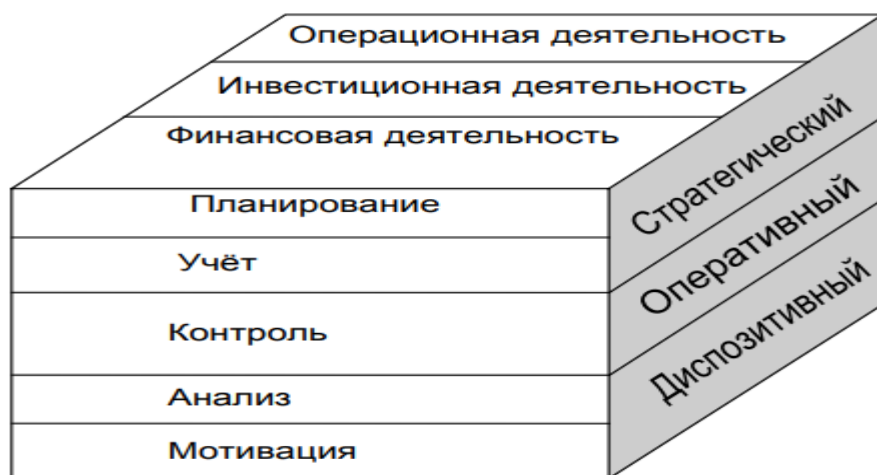 Операционная деятельность
Инвестиционная деятельность
Финансовая деятельность
Планирование
Учёт
Контроль
Анализ
Мотивация
Стратегический
Оперативный
Диспозитивный